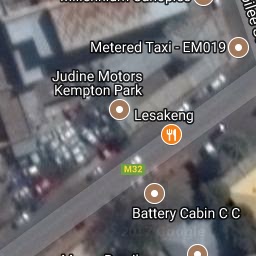 Metered Taxi - EM019
Judine Motors
Kempton Park
Lesakeng
M32
Battery Cabin C C